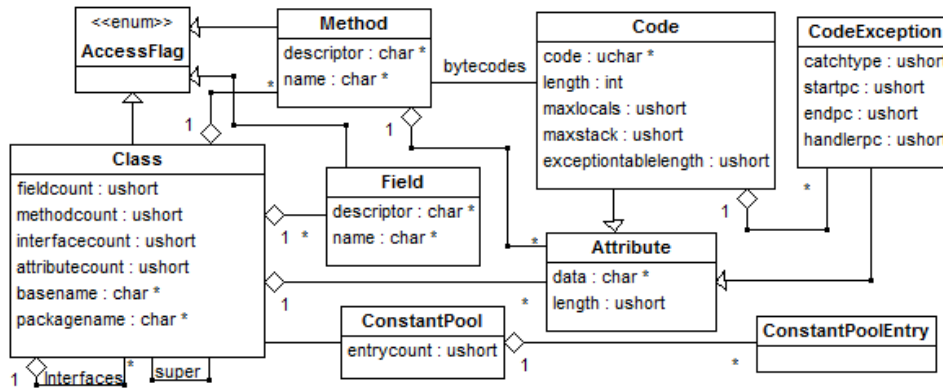 <<enum>>
AccessFlag
Method
descriptor : char *
name : char *
bytecodes
Code
code : uchar *
length : int
maxlocals : ushort
maxstack : ushort
exceptiontablelength : ushort
CodeException
catchtype : ushort
startpc : ushort
endpc : ushort
handlerpc : ushort
*
1
1
1
*
Class
fieldcount : ushort
methodcount : ushort
interfacecount : ushort
attributecount : ushort
basename : char *
packagename : char *
Field
descriptor : char *
name : char *
1
*
*
Attribute
data : char *
length : ushort
1
*
ConstantPool
entrycount : ushort
1
*
ConstantPoolEntry
1
Interfaces
*
super